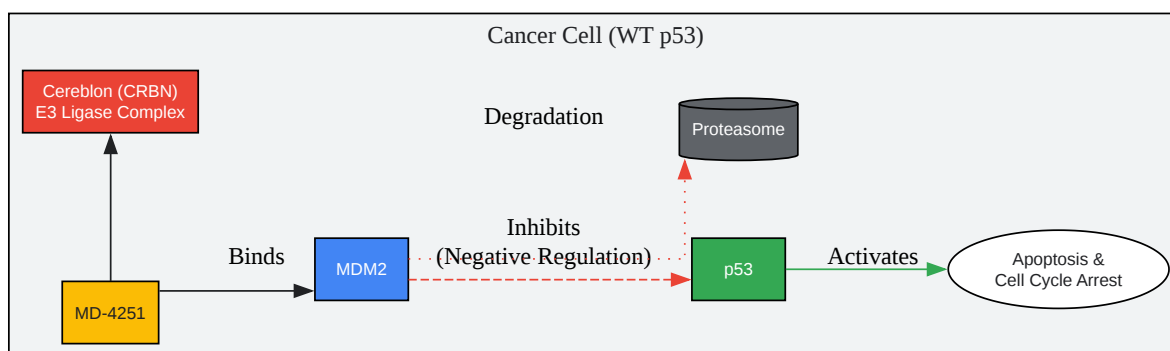 Cancer Cell (WT p53)
Cereblon (CRBN)
E3 Ligase Complex
Degradation
Proteasome
Binds
Inhibits
(Negative Regulation)
MDM2
p53
Activates
Apoptosis &
Cell Cycle Arrest
MD-4251